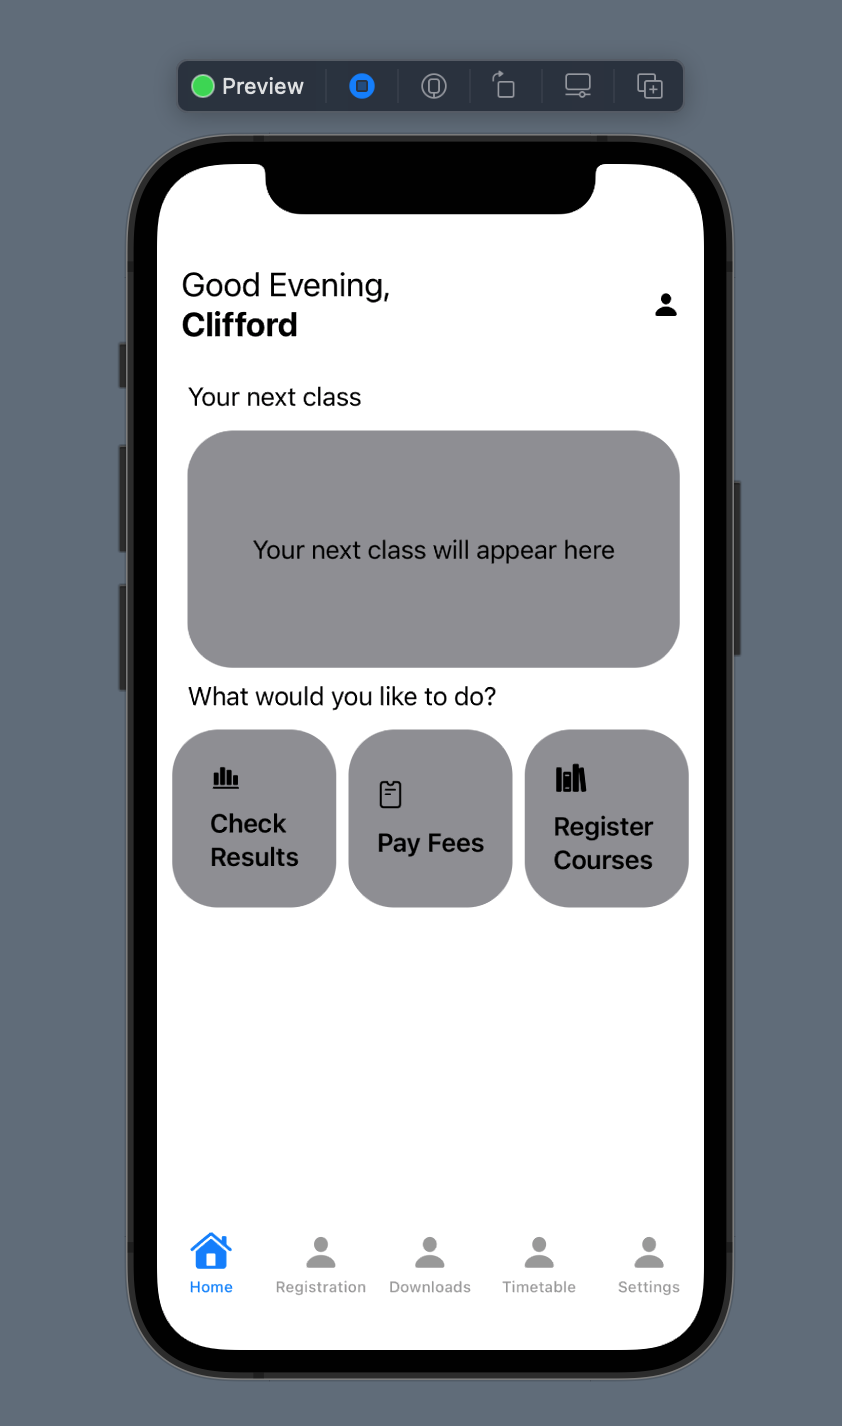 Preview
Good Evening,
Clifford
Your next class
Your next class will appear here
What would you like to do?
Check
Results
Pay Fees
Register
Courses
Home
Registration
Downloads
Timetable
Settings